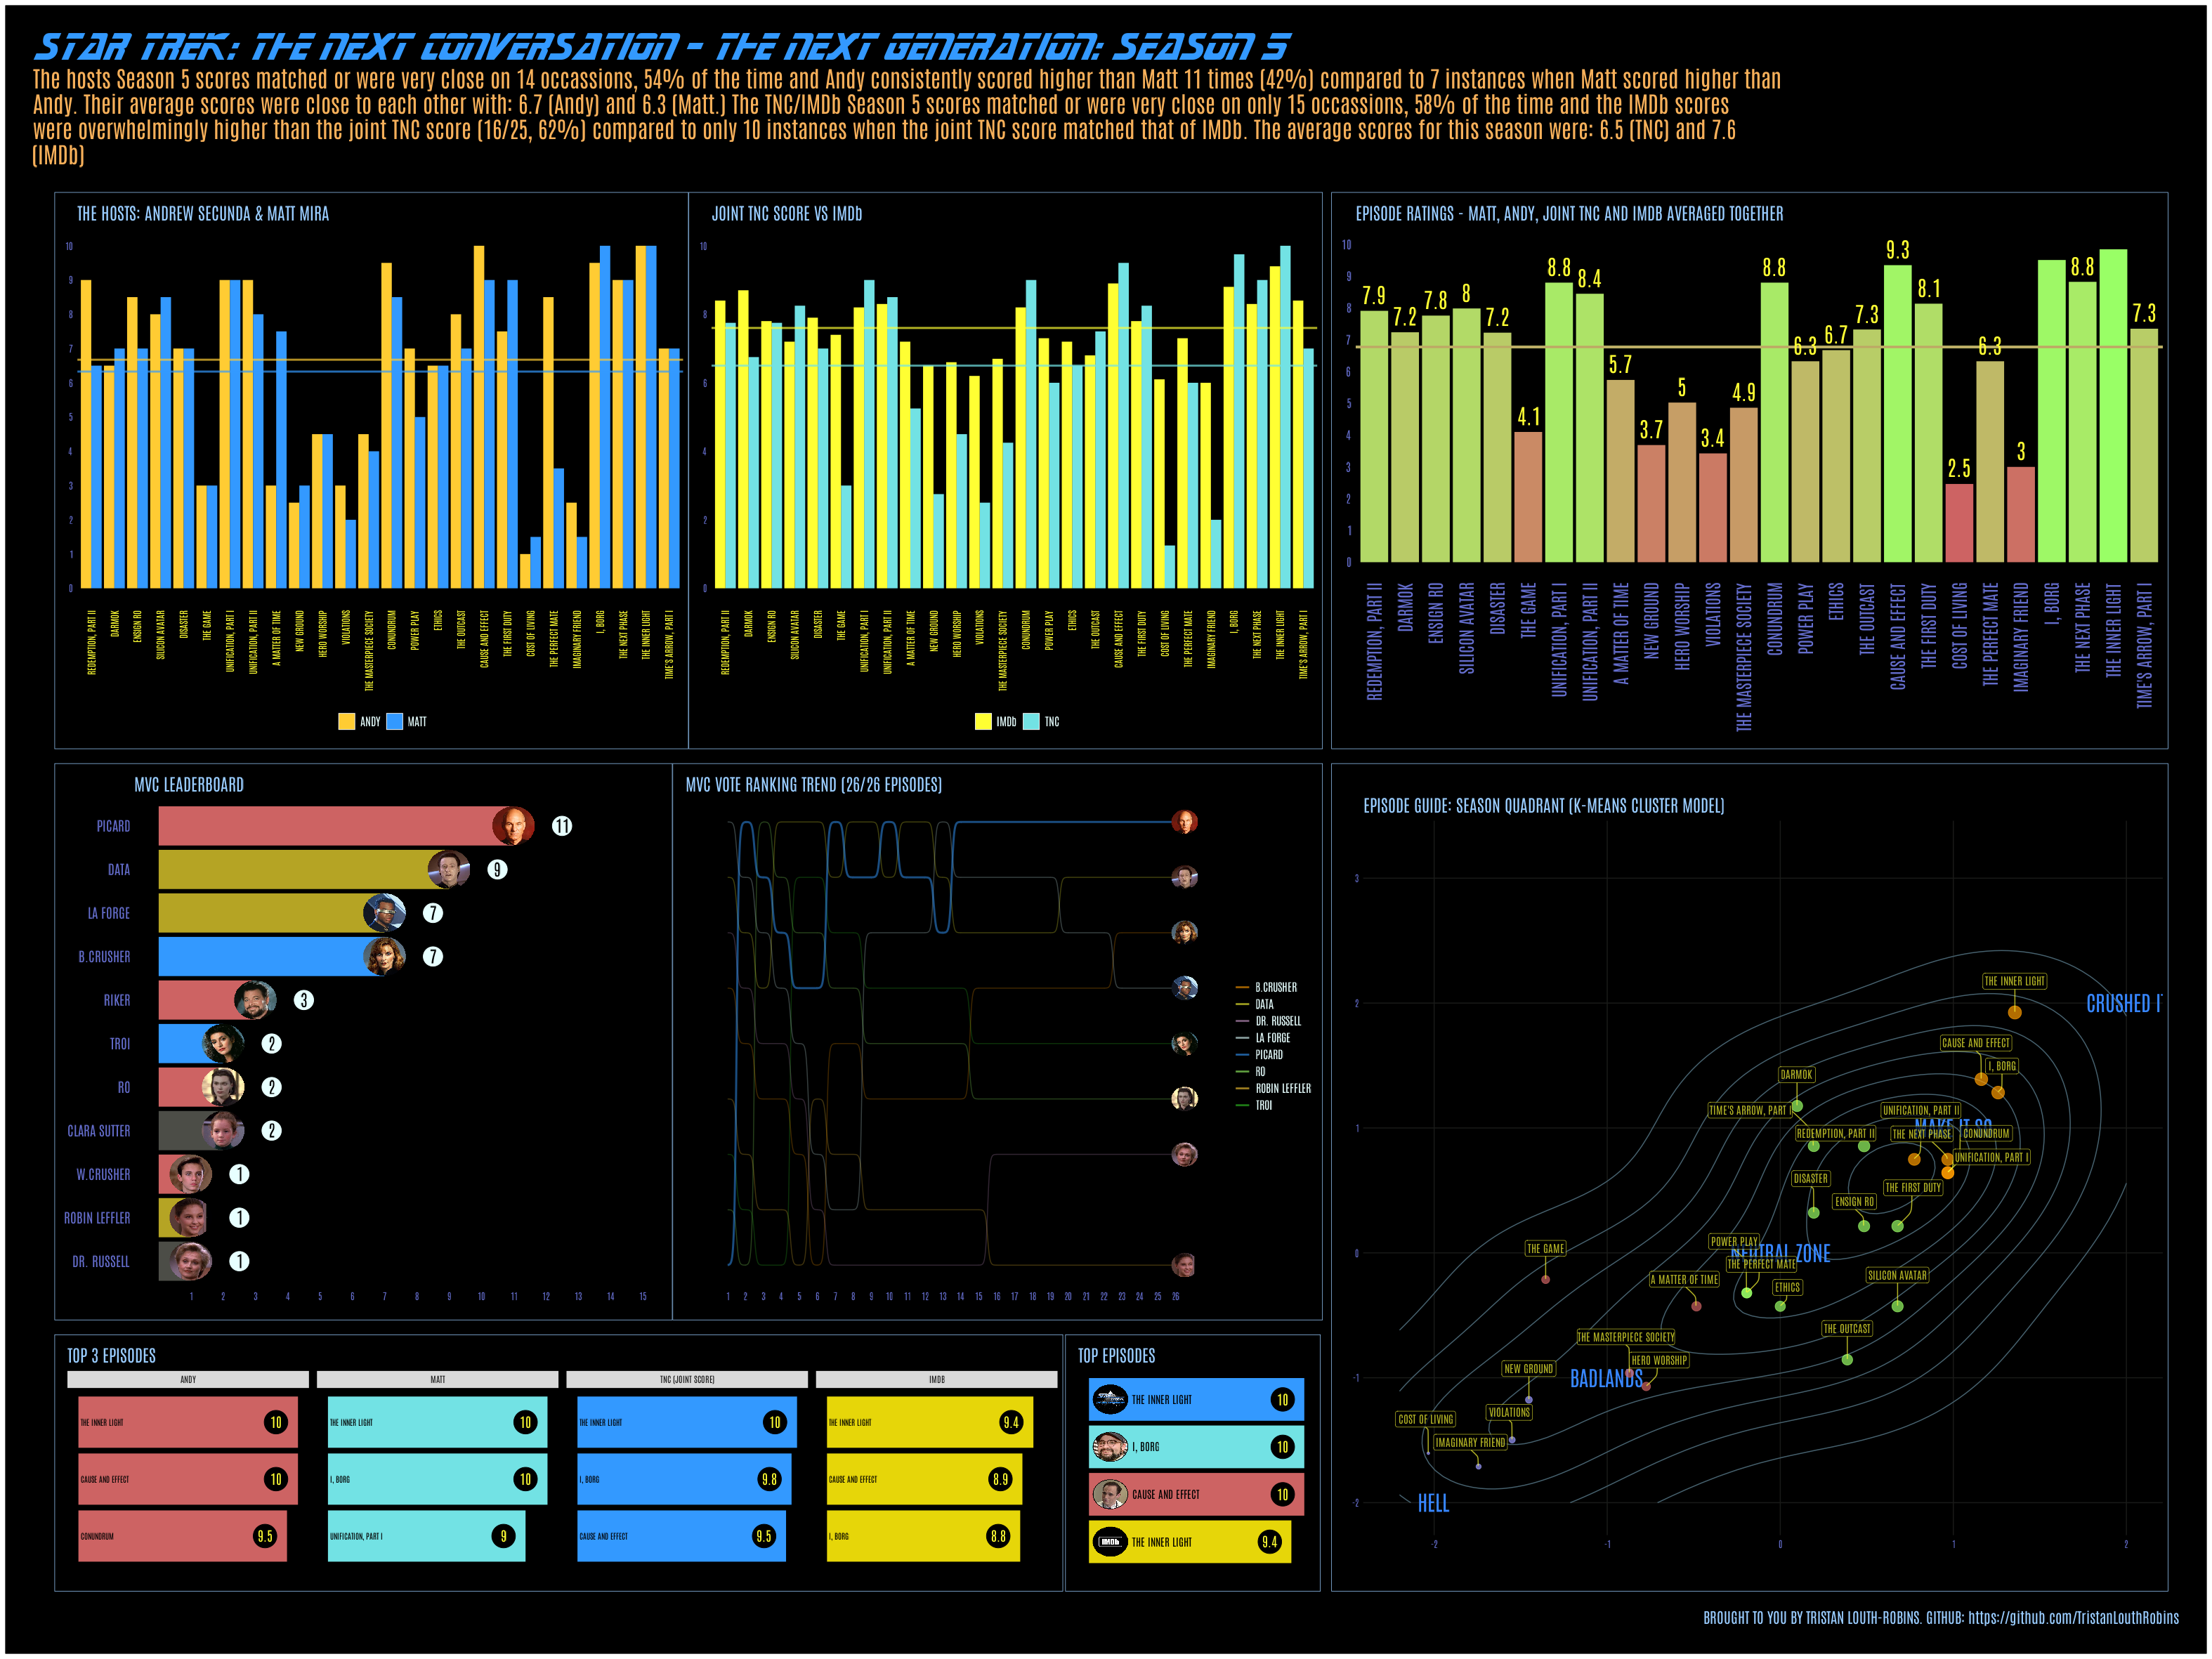 STAR TREK: THE NEXT CONVERSATION - THE NEXT GENERATION: SEASON 5
The hosts Season 5 scores matched or were very close on 14 occassions, 54% of the time and Andy consistently scored higher than Matt 11 times (42%) compared to 7 instances when Matt scored higher than
Andy. Their average scores were close to each other with: 6.7 (Andy) and 6.3 (Matt.) The TNC/IMDb Season 5 scores matched or were very close on only 15 occassions, 58% of the time and the IMDb scores
were overwhelmingly higher than the joint TNC score (16/25, 62%) compared to only 10 instances when the joint TNC score matched that of IMDb. The average scores for this season were: 6.5 (TNC) and 7.6
(IMDb)
THE HOSTS: ANDREW SECUNDA & MATT MIRA
10
9
8
7
6
5
4
3
2
1
0
REDEMPTION, PART II
DARMOK
ENSIGN RO
SILICON AVATAR
DISASTER
THE GAME
UNIFICATION, PART I
UNIFICATION, PART II
A MATTER OF TIME
NEW GROUND
HERO WORSHIP
VIOLATIONS
THE MASTERPIECE SOCIETY
CONUNDRUM
POWER PLAY
ETHICS
THE OUTCAST
CAUSE AND EFFECT
THE FIRST DUTY
COST OF LIVING
THE PERFECT MATE
IMAGINARY FRIEND
I, BORG
THE NEXT PHASE
THE INNER LIGHT
TIME'S ARROW, PART I
ANDY MATT
JOINT TNC SCORE VS IMDb
10
8
6
4
2
0
REDEMPTION, PART II
DARMOK
ENSIGN RO
SILICON AVATAR
DISASTER
THE GAME
UNIFICATION, PART I
UNIFICATION, PART II
A MATTER OF TIME
NEW GROUND
HERO WORSHIP
VIOLATIONS
THE MASTERPIECE SOCIETY
CONUNDRUM
POWER PLAY
ETHICS
THE OUTCAST
CAUSE AND EFFECT
THE FIRST DUTY
COST OF LIVING
THE PERFECT MATE
IMAGINARY FRIEND
I, BORG
THE NEXT PHASE
THE INNER LIGHT
TIME'S ARROW, PART I
IMDb TNC
EPISODE RATINGS - MATT, ANDY, JOINT TNC AND IMDB AVERAGED TOGETHER
10
9
8
7
6
5
4
3
2
1
0
7.9
7.2
7.8
8
7.2
4.1
8.8
8.4
5.7
3.7
5
3.4
4.9
8.8
6.3
6.7
7.3
9.3
8.1
2.5
6.3
3
8.8
7.3
REDEMPTION, PART II
DARMOK
ENSIGN RO
SILICON AVATAR
DISASTER
THE GAME
UNIFICATION, PART I
UNIFICATION, PART II
A MATTER OF TIME
NEW GROUND
HERO WORSHIP
VIOLATIONS
THE MASTERPIECE SOCIETY
CONUNDRUM
POWER PLAY
ETHICS
THE OUTCAST
CAUSE AND EFFECT
THE FIRST DUTY
COST OF LIVING
THE PERFECT MATE
IMAGINARY FRIEND
I, BORG
THE NEXT PHASE
THE INNER LIGHT
TIME'S ARROW, PART I
MVC LEADERBOARD
PICARD 11
DATA 9
LA FORGE 7
B.CRUSHER 7
RIKER 3
TROI 2
RO 2
CLARA SUTTER 2
W.CRUSHER 1
ROBIN LEFFLER 1
DR. RUSSELL 1
1 2 3 4 5 6 7 8 9 10 11 12 13 14 15
MVC VOTE RANKING TREND (26/26 EPISODES)
B.CRUSHER
DATA
DR. RUSSELL
LA FORGE
PICARD
RO
ROBIN LEFFLER
TROI
1 2 3 4 5 6 7 8 9 10 11 12 13 14 15 16 17 18 19 20 21 22 23 24 25 26
EPISODE GUIDE: SEASON QUADRANT (K-MEANS CLUSTER MODEL)
3
2
1
0
-1
-2
THE INNER LIGHT
CRUSHED IT
CAUSE AND EFFECT
I, BORG
DARMOK
TIME'S ARROW, PART I
UNIFICATION, PART II
MAKE IT SO
REDEMPTION, PART II
THE NEXT PHASE
CONUNDRUM
UNIFICATION, PART I
DISASTER
THE FIRST DUTY
ENSIGN RO
POWER PLAY
THE GAME
NEUTRAL ZONE
THE PERFECT MATE
A MATTER OF TIME
SILICON AVATAR
ETHICS
THE OUTCAST
THE MASTERPIECE SOCIETY
HERO WORSHIP
NEW GROUND
BADLANDS
COST OF LIVING
VIOLATIONS
IMAGINARY FRIEND
HELL
-2 -1 0 1 2
TOP 3 EPISODES
ANDY
THE INNER LIGHT 10
CAUSE AND EFFECT 10
CONUNDRUM 9.5
MATT
THE INNER LIGHT 10
I, BORG 10
UNIFICATION, PART I 9
TNC (JOINT SCORE)
THE INNER LIGHT 10
I, BORG 9.8
CAUSE AND EFFECT 9.5
IMDB
THE INNER LIGHT 9.4
CAUSE AND EFFECT 8.9
I, BORG 8.8
TOP EPISODES
THE INNER LIGHT 10
I, BORG 10
CAUSE AND EFFECT 10
IMDb THE INNER LIGHT 9.4
BROUGHT TO YOU BY TRISTAN LOUTH-ROBINS. GITHUB: https://github.com/TristanLouthRobins